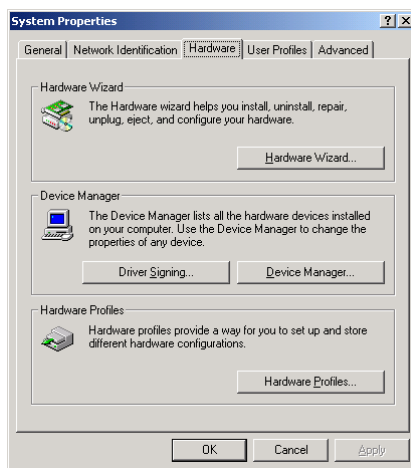 System Properties
General Network Identification Hardware User Profiles Advanced
Hardware Wizard
The Hardware wizard helps you install, uninstall, repair,
unplug, eject, and configure your hardware.
Hardware Wizard...
Device Manager
The Device Manager lists all the hardware devices installed
on your computer. Use the Device Manager to change the
properties of any device.
Driver Signing... Device Manager...
Hardware Profiles
Hardware profiles provide a way for you to set up and store
different hardware configurations.
Hardware Profiles...
OK Cancel Apply